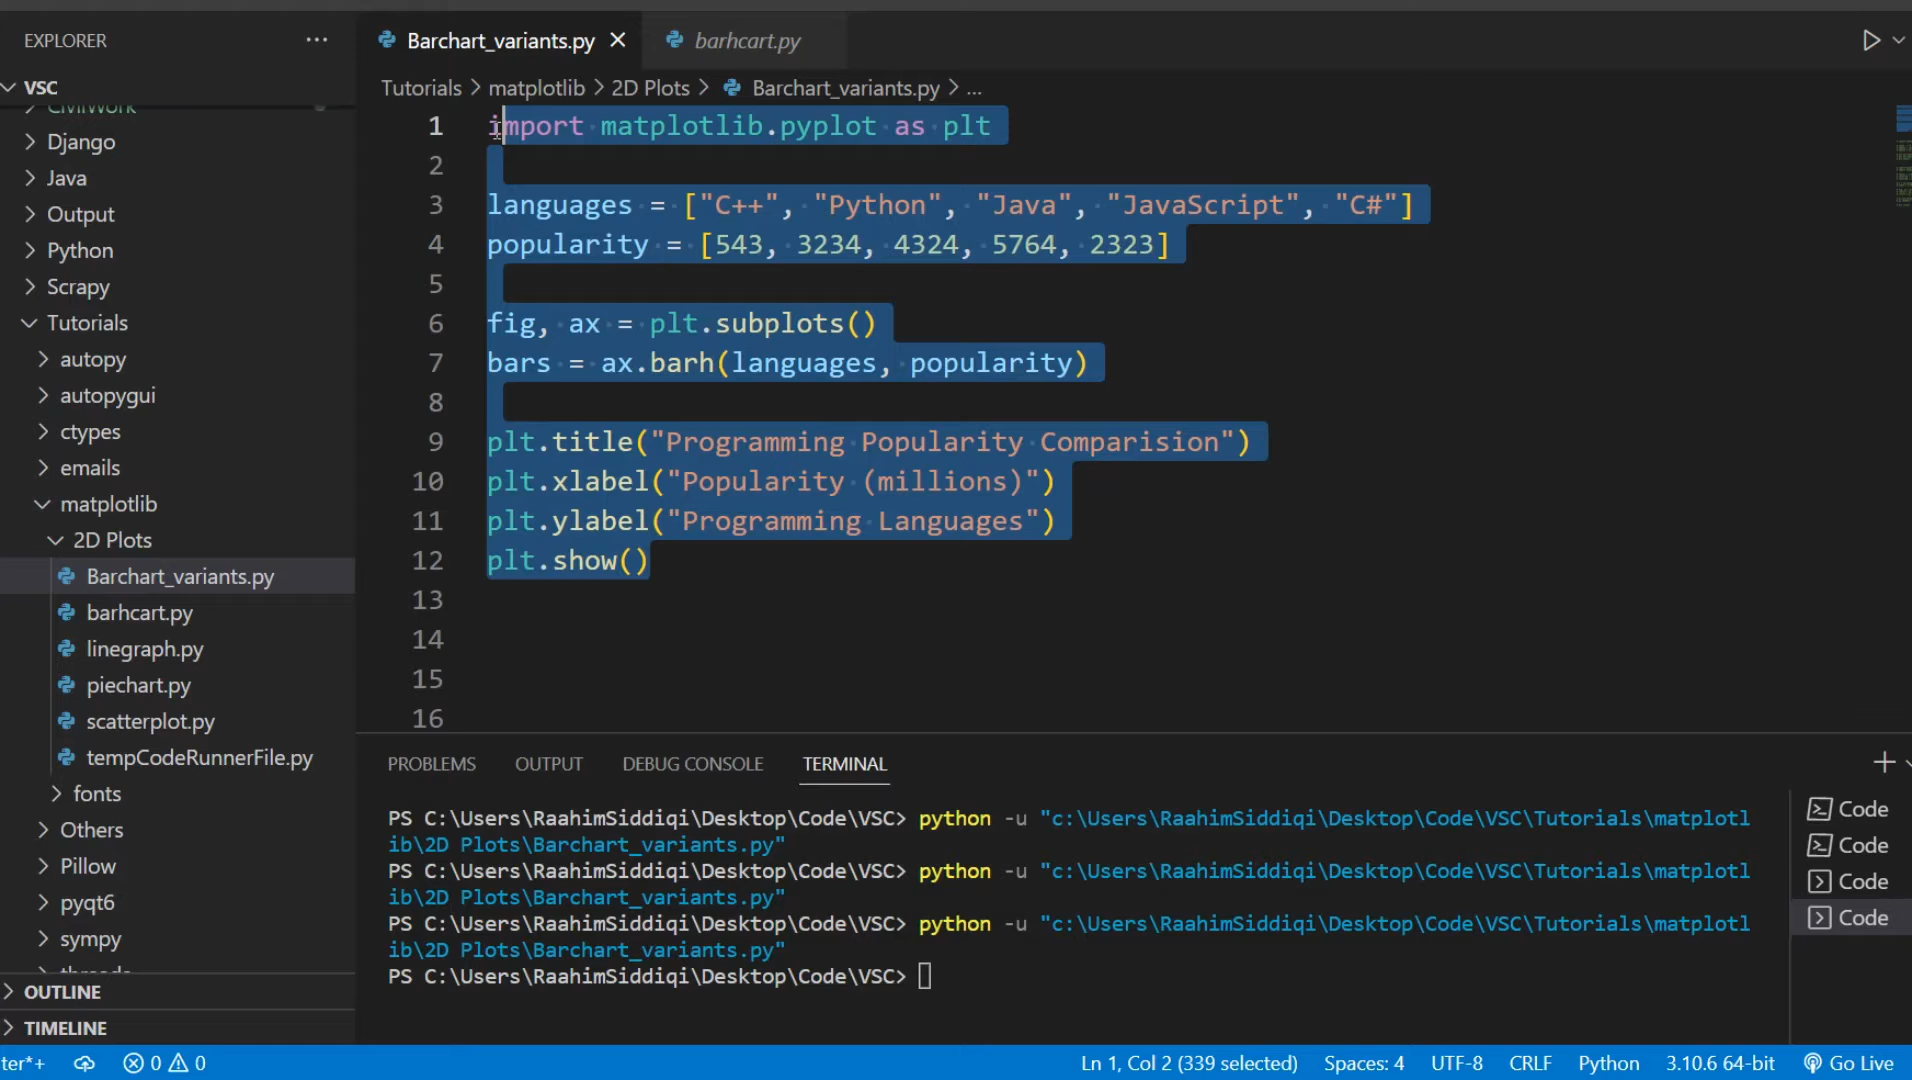 EXPLORER ...
Barchart_variants.py
barhcart.py
VSC
Tutorials > matplotlib > 2D Plots > Barchart_variants.py > ...
CivilWork
Django
Java
Output
Python
Scrapy
Tutorials
autopy
autopygui
ctypes
emails
matplotlib
2D Plots
Barchart_variants.py
barhcart.py
linegraph.py
piechart.py
scatterplot.py
tempCodeRunnerFile.py
fonts
Others
Pillow
pyqt6
sympy
threads
OUTLINE
TIMELINE
1 import matplotlib.pyplot as plt
2
3 languages = ["C++", "Python", "Java", "JavaScript", "C#"]
4 popularity = [543, 3234, 4324, 5764, 2323]
5
6 fig, ax = plt.subplots()
7 bars = ax.barh(languages, popularity)
8
9 plt.title("Programming Popularity Comparision")
10 plt.xlabel("Popularity (millions)")
11 plt.ylabel("Programming Languages")
12 plt.show()
13
14
15
16
PROBLEMS OUTPUT DEBUG CONSOLE TERMINAL
PS C:\Users\RaahimSiddiqi\Desktop\Code\VSC> python -u "c:\Users\RaahimSiddiqi\Desktop\Code\VSC\Tutorials\matplotl
ib\2D Plots\Barchart_variants.py"
PS C:\Users\RaahimSiddiqi\Desktop\Code\VSC> python -u "c:\Users\RaahimSiddiqi\Desktop\Code\VSC\Tutorials\matplotl
ib\2D Plots\Barchart_variants.py"
PS C:\Users\RaahimSiddiqi\Desktop\Code\VSC> python -u "c:\Users\RaahimSiddiqi\Desktop\Code\VSC\Tutorials\matplotl
ib\2D Plots\Barchart_variants.py"
PS C:\Users\RaahimSiddiqi\Desktop\Code\VSC>
Code
Code
Code
Code
ter*+ 0 0 Ln 1, Col 2 (339 selected) Spaces: 4 UTF-8 CRLF Python 3.10.6 64-bit Go Live